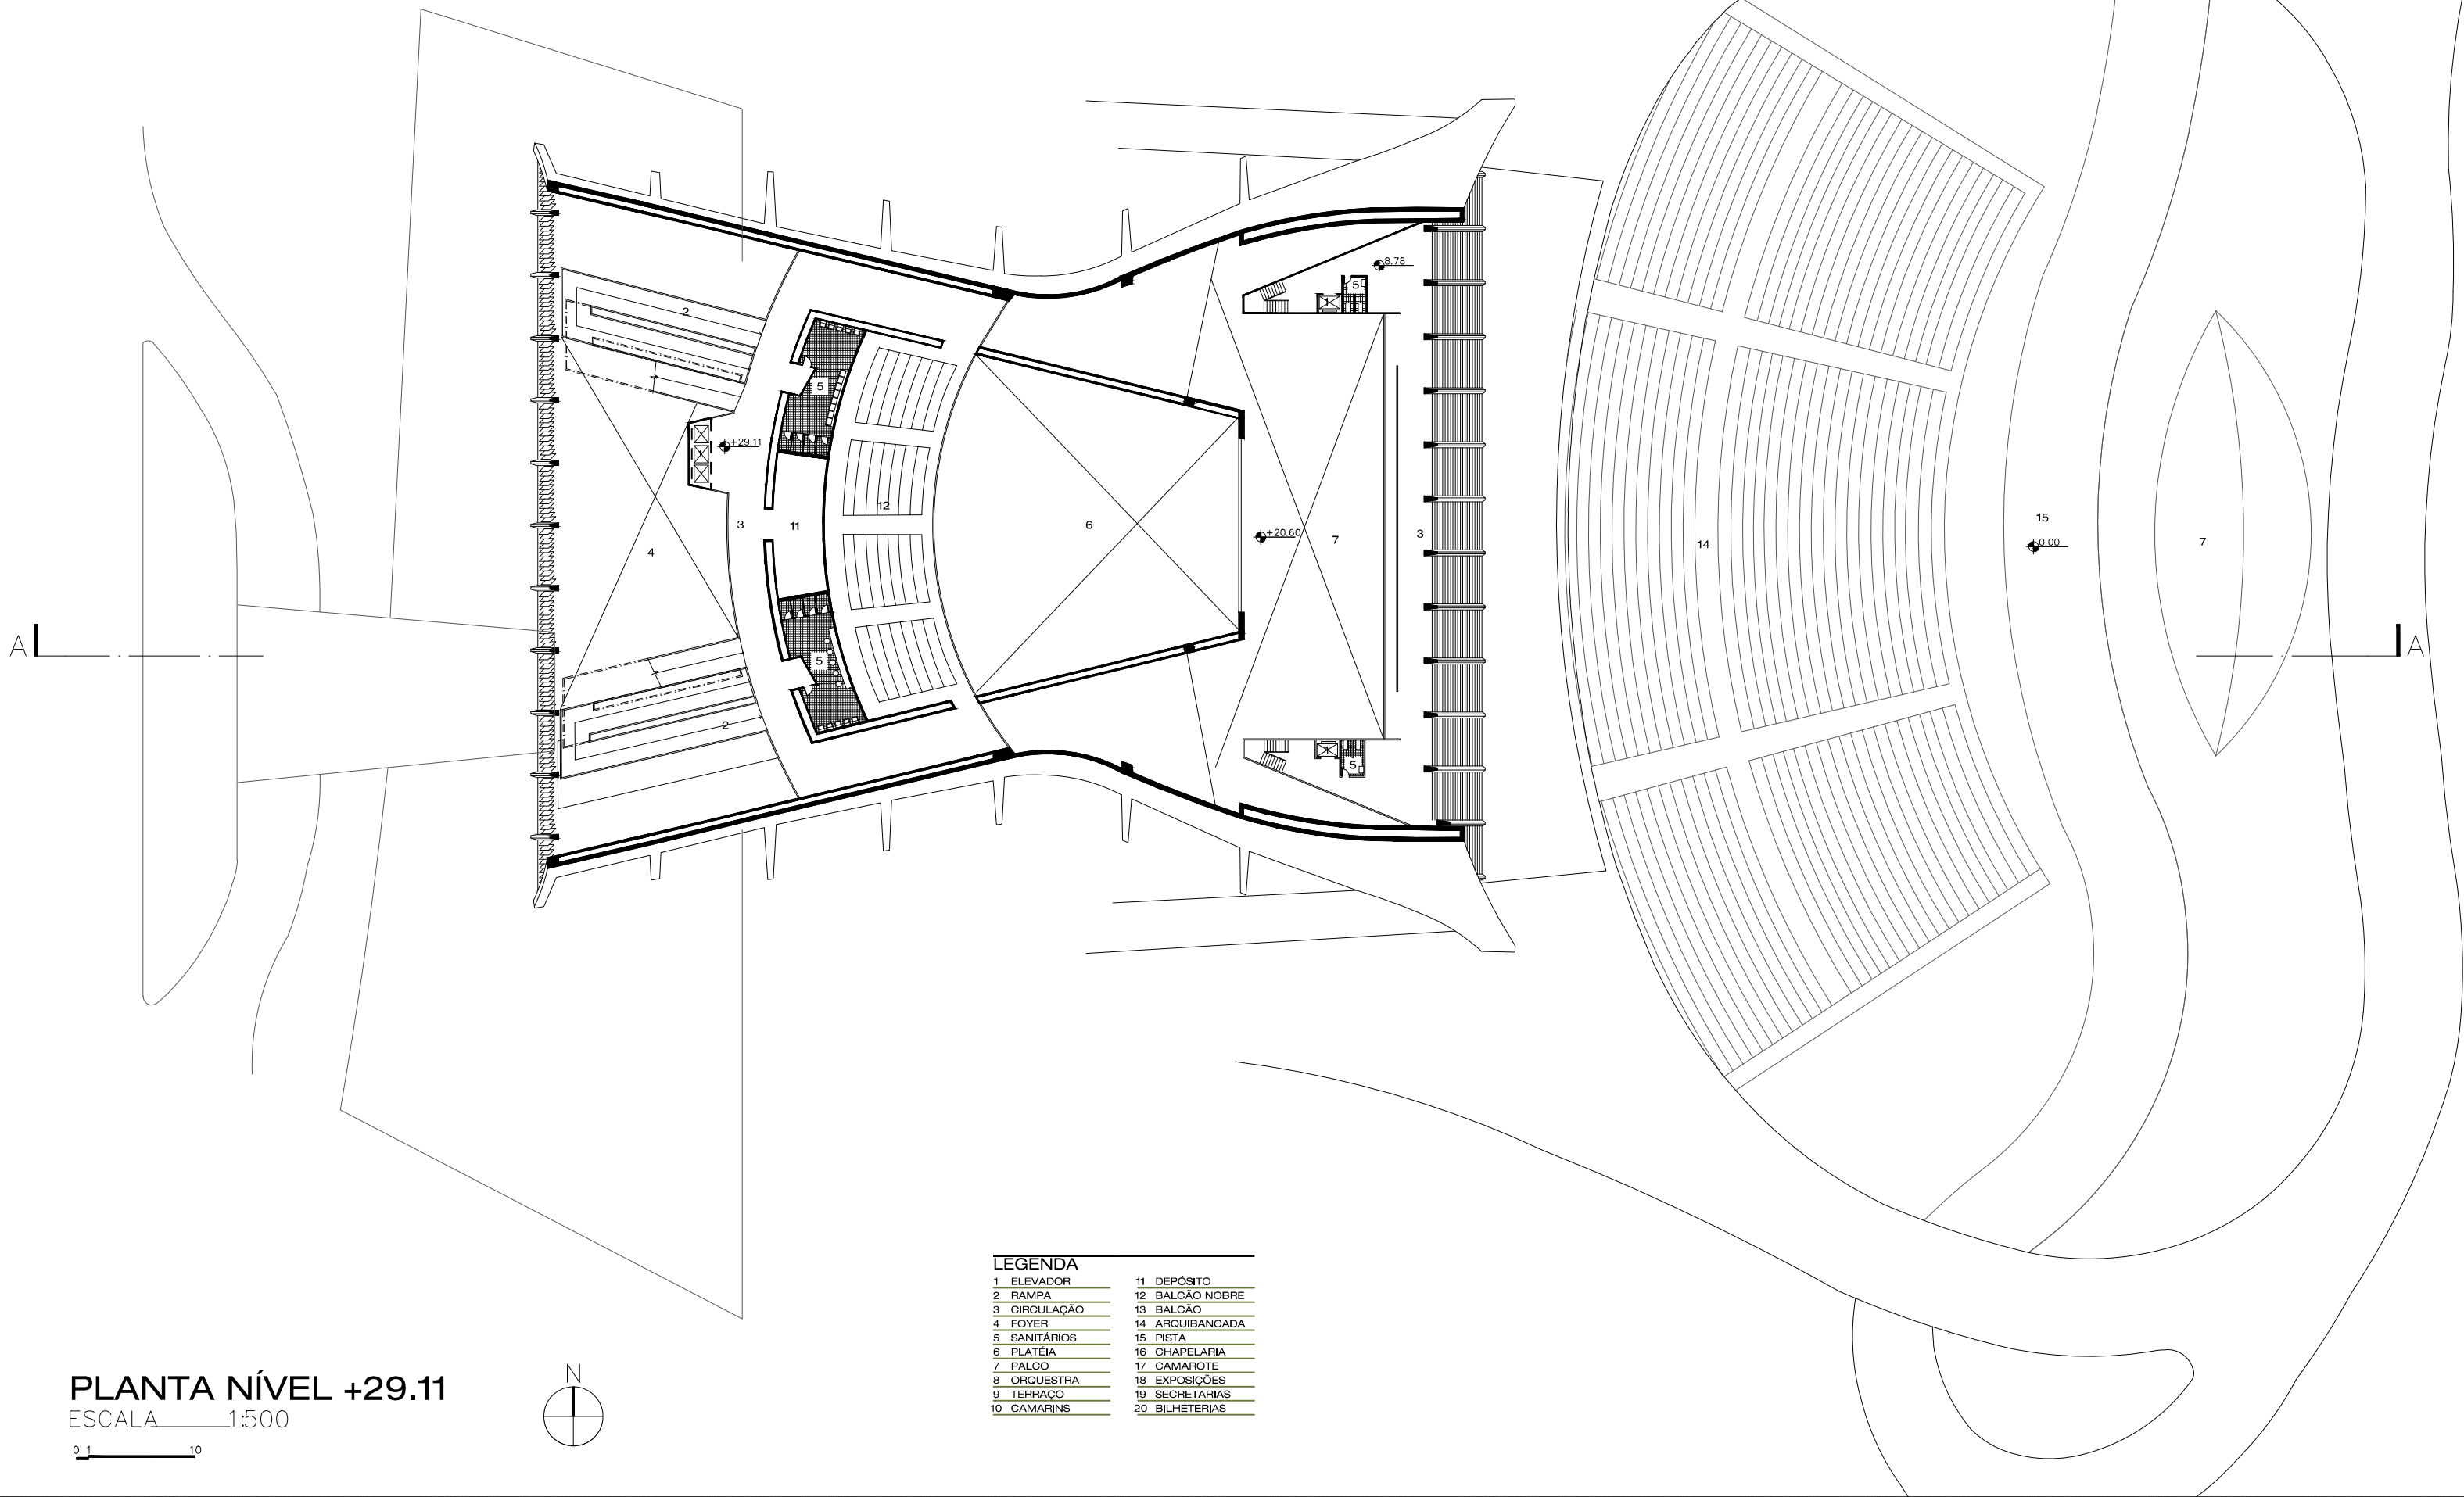 2
5
8.78
5
1
+29.11
1
12
3
11
6
4
+20.60
7
3
14
15
0.00
7
A
A
5
2
1
5
LEGENDA
1 ELEVADOR
2 RAMPA
3 CIRCULAÇÃO
4 FOYER
5 SANITÁRIOS
6 PLATÉIA
7 PALCO
8 ORQUESTRA
9 TERRAÇO
10 CAMARINS
11 DEPÓSITO
12 BALCÃO NOBRE
13 BALCÃO
14 ARQUIBANCADA
15 PISTA
16 CHAPELARIA
17 CAMAROTE
18 EXPOSIÇÕES
19 SECRETARIAS
20 BILHETERIAS
PLANTA NÍVEL +29.11
ESCALA 1:500
0 1 10
N